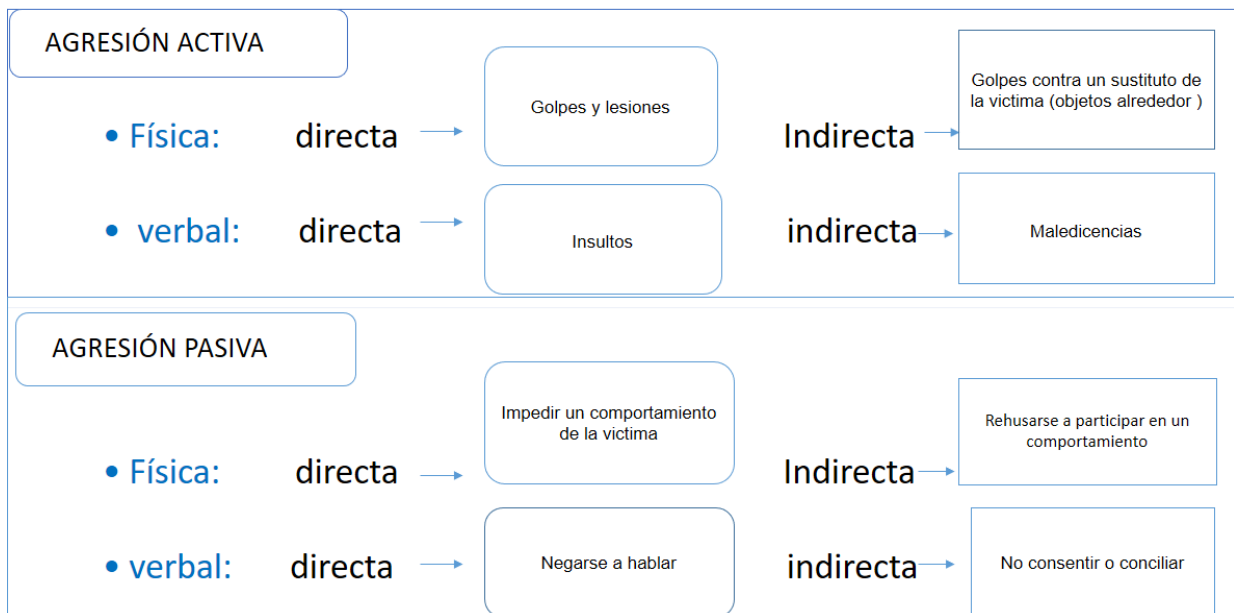 AGRESIÓN ACTIVA
• Física: directa Golpes y lesiones Indirecta Golpes contra un sustituto de
la victima (objetos alrededor )
• verbal: directa Insultos indirecta Maledicencias
AGRESIÓN PASIVA
• Física: directa Impedir un comportamiento
de la victima
Indirecta Rehusarse a participar en un
comportamiento
• verbal: directa Negarse a hablar indirecta No consentir o conciliar